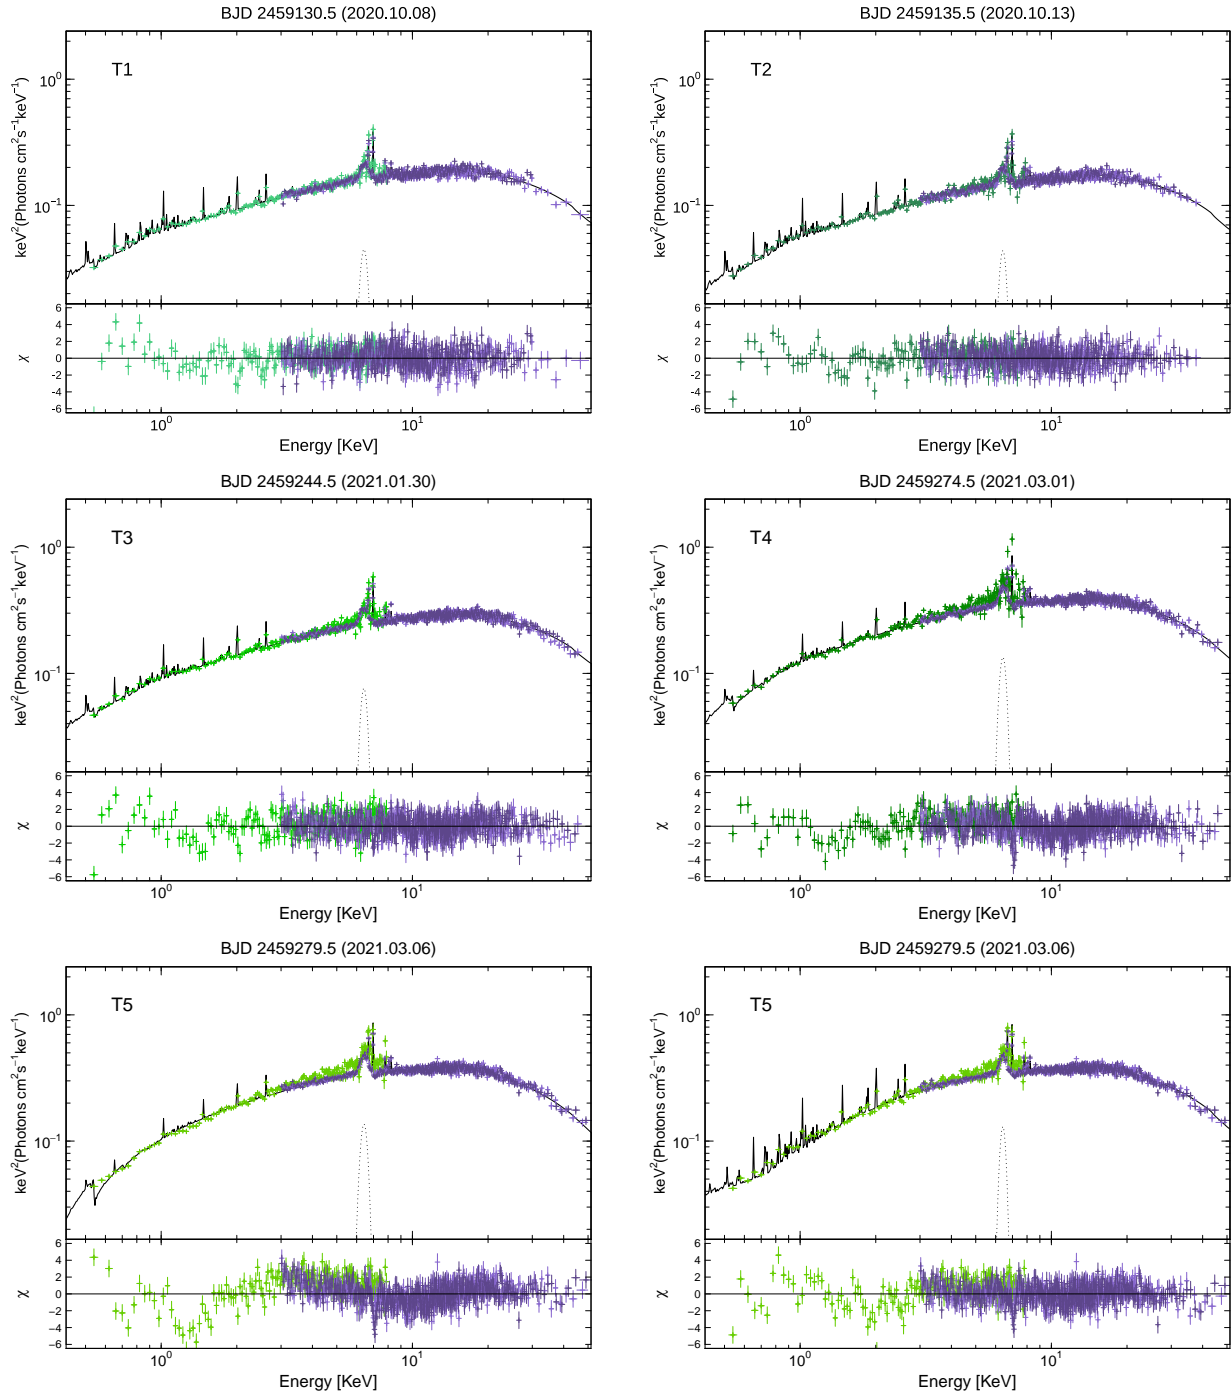 BJD 2459130.5 (2020.10.08)
T1
keV²(Photons cm⁻²s⁻¹keV⁻¹)
10⁰
10⁻¹
χ
6
4
2
0
−2
−4
−6
10⁰ 10¹
Energy [KeV]
BJD 2459135.5 (2020.10.13)
T2
keV²(Photons cm⁻²s⁻¹keV⁻¹)
10⁰
10⁻¹
χ
6
4
2
0
−2
−4
−6
10⁰ 10¹
Energy [KeV]
BJD 2459244.5 (2021.01.30)
T3
keV²(Photons cm⁻²s⁻¹keV⁻¹)
10⁰
10⁻¹
χ
6
4
2
0
−2
−4
−6
10⁰ 10¹
Energy [KeV]
BJD 2459274.5 (2021.03.01)
T4
keV²(Photons cm⁻²s⁻¹keV⁻¹)
10⁰
10⁻¹
χ
6
4
2
0
−2
−4
−6
10⁰ 10¹
Energy [KeV]
BJD 2459279.5 (2021.03.06)
T5
keV²(Photons cm⁻²s⁻¹keV⁻¹)
10⁰
10⁻¹
χ
6
4
2
0
−2
−4
−6
10⁰ 10¹
Energy [KeV]
BJD 2459279.5 (2021.03.06)
T5
keV²(Photons cm⁻²s⁻¹keV⁻¹)
10⁰
10⁻¹
χ
6
4
2
0
−2
−4
−6
10⁰ 10¹
Energy [KeV]